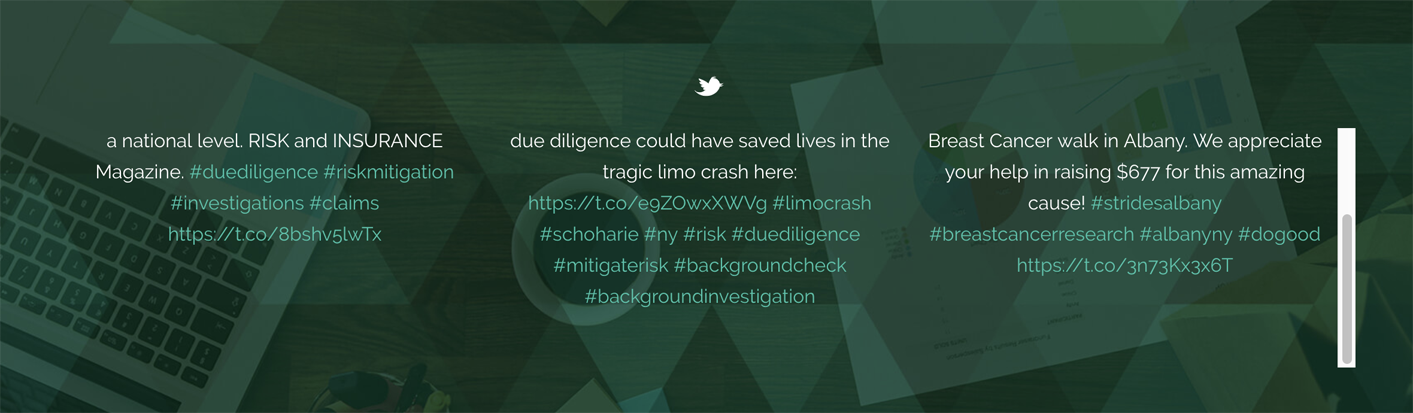 a national level. RISK and INSURANCE
Magazine. #duediligence #riskmitigation
#investigations #claims
https://t.co/8bshv5lwTx
due diligence could have saved lives in the
tragic limo crash here:
https://t.co/e9ZOwxXWVg #limocrash
#schoharie #ny #risk #duediligence
#mitigaterisk #backgroundcheck
#backgroundinvestigation
Breast Cancer walk in Albany. We appreciate
your help in raising $677 for this amazing
cause! #stridesalbany
#breastcancerresearch #albanyny #dogood
https://t.co/3n73Kx3x6T